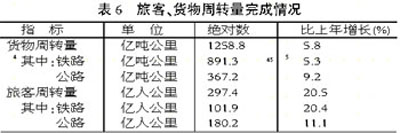 表6 旅客、货物周转量完成情况
指标 单位 绝对数 比上年增长(%)
货物周转量 亿吨公里 1258.8 5.8
其中:铁路 亿吨公里 891.3 5.3
公路 亿吨公里 367.2 9.2
旅客周转量 亿人公里 297.4 20.5
其中:铁路 亿人公里 101.9 20.4
公路 亿人公里 180.2 11.1